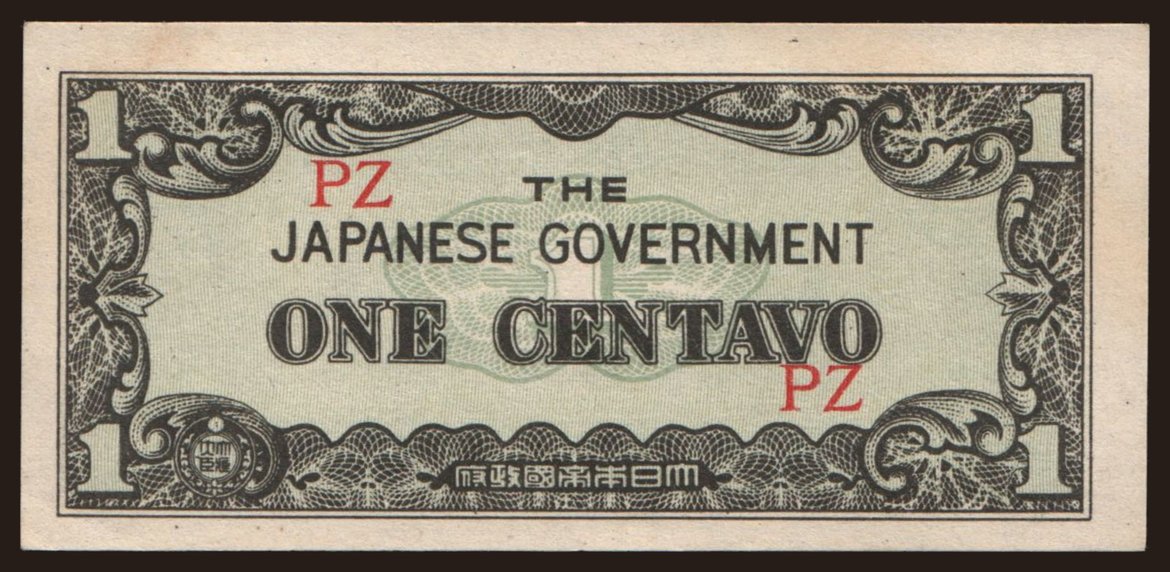 1 1
PZ
THE
JAPANESE GOVERNMENT
ONE CENTAVO
1
PZ
1 1
大日本帝國政府